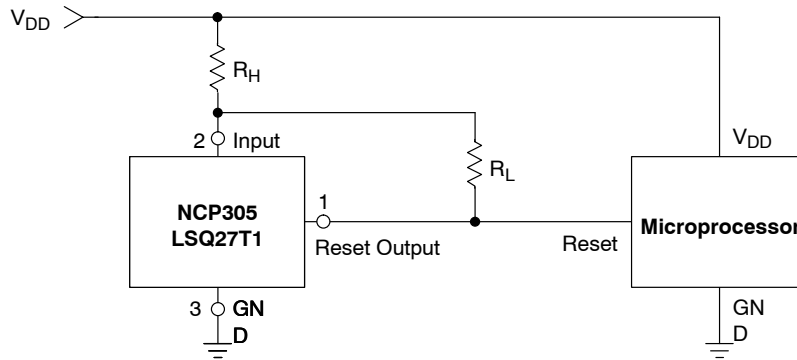 VDD
RH
2 Input
VDD
RL
NCP305
LSQ27T1
1
Reset Output
Reset
Microprocessor
3 GN
D
GN
D